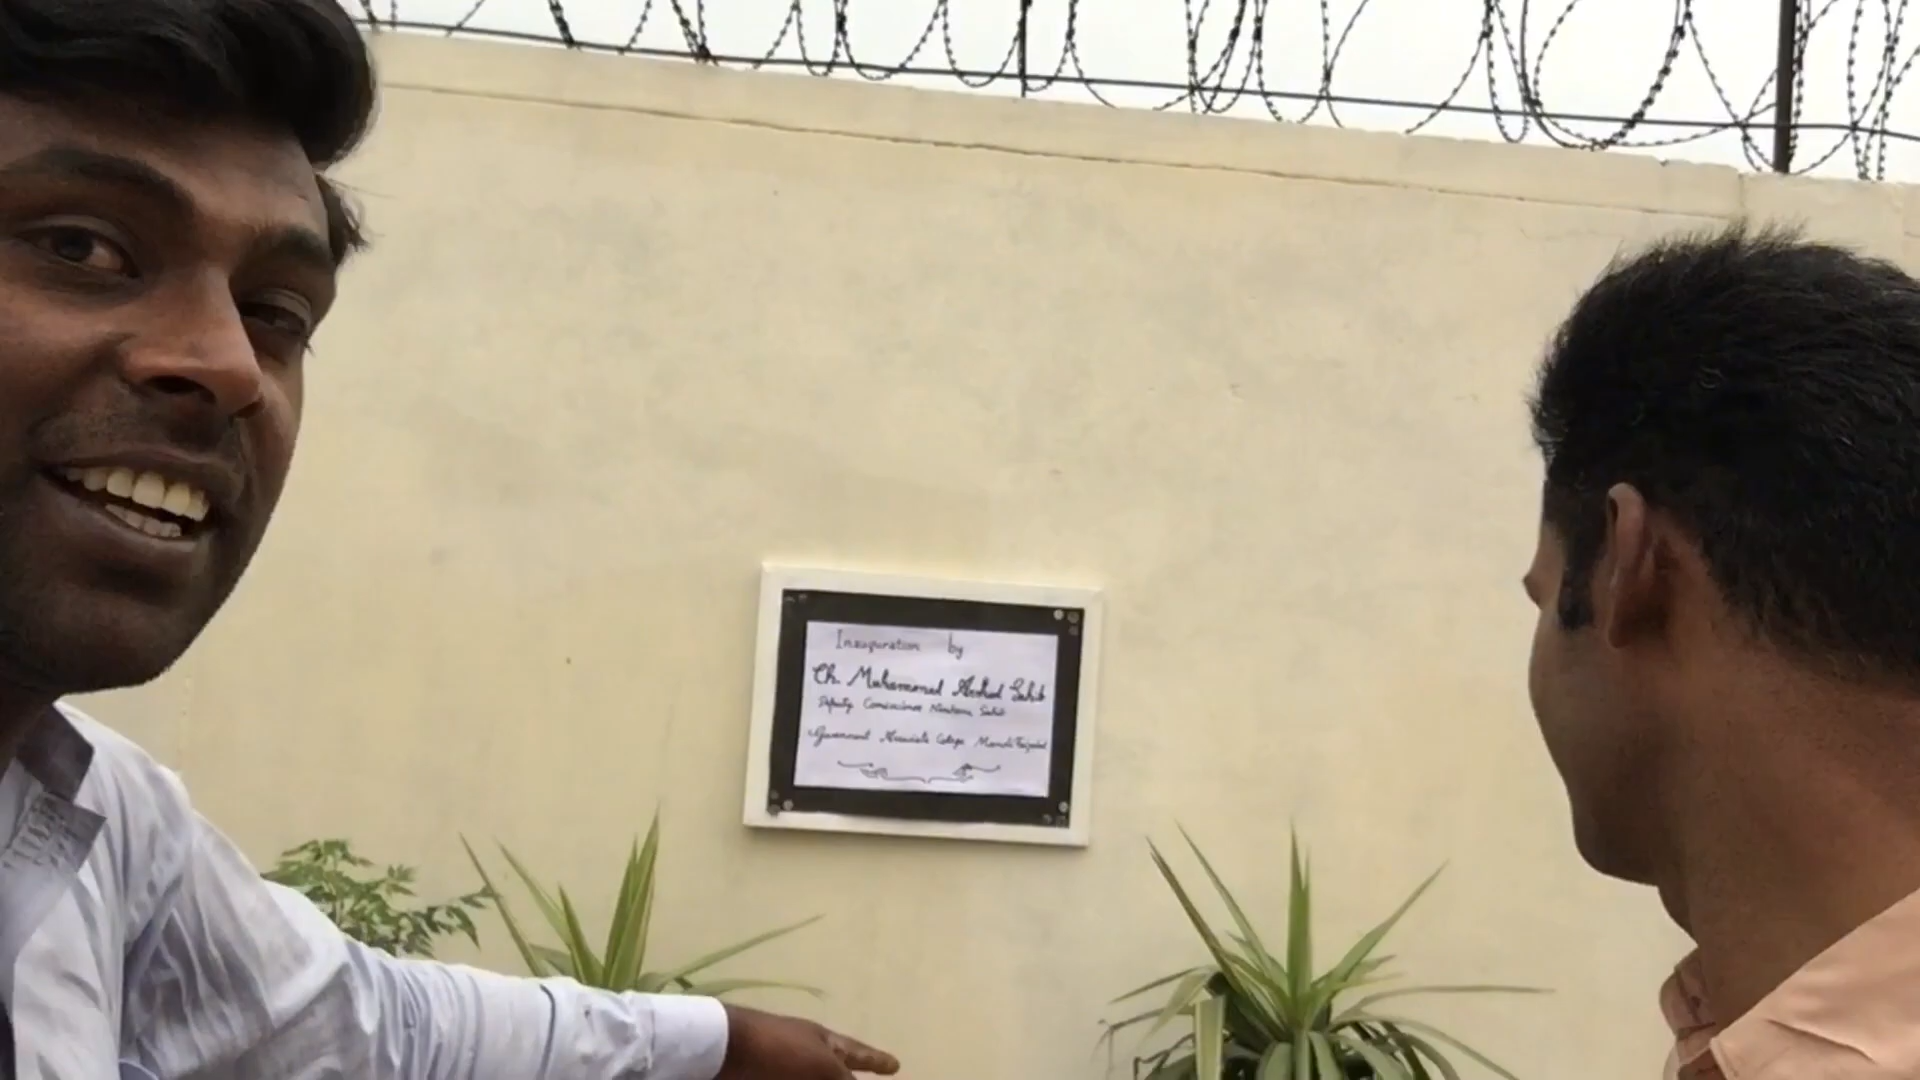 Inauguration by
Ch. Muhammad Arshad Sahib
Deputy Commissioner Nankana Sahib
Government Associate College Mandi Faizabad